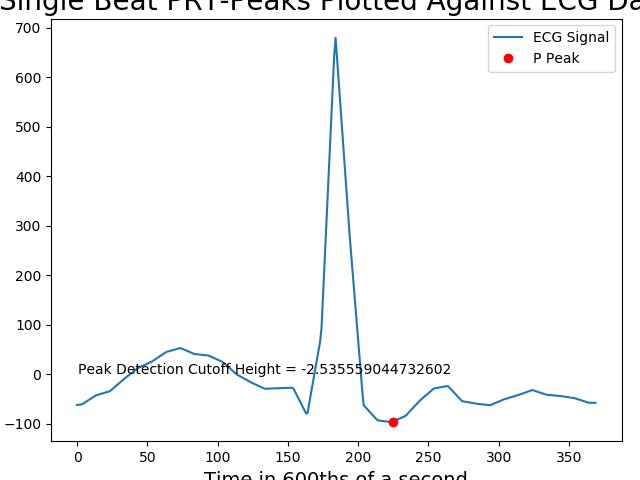 Single Beat PRT-Peaks Plotted Against ECG Da
700
600
500
400
300
200
100
0
−100
ECG Signal
P Peak
Peak Detection Cutoff Height = -2.535559044732602
0 50 100 150 200 250 300 350
Time in 600ths of a second